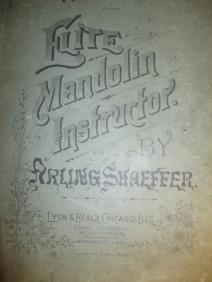 Elite
Mandolin
Instructor.
BY
Arling Shaeffer.
Lyon & Healy, Chicago, Ills.